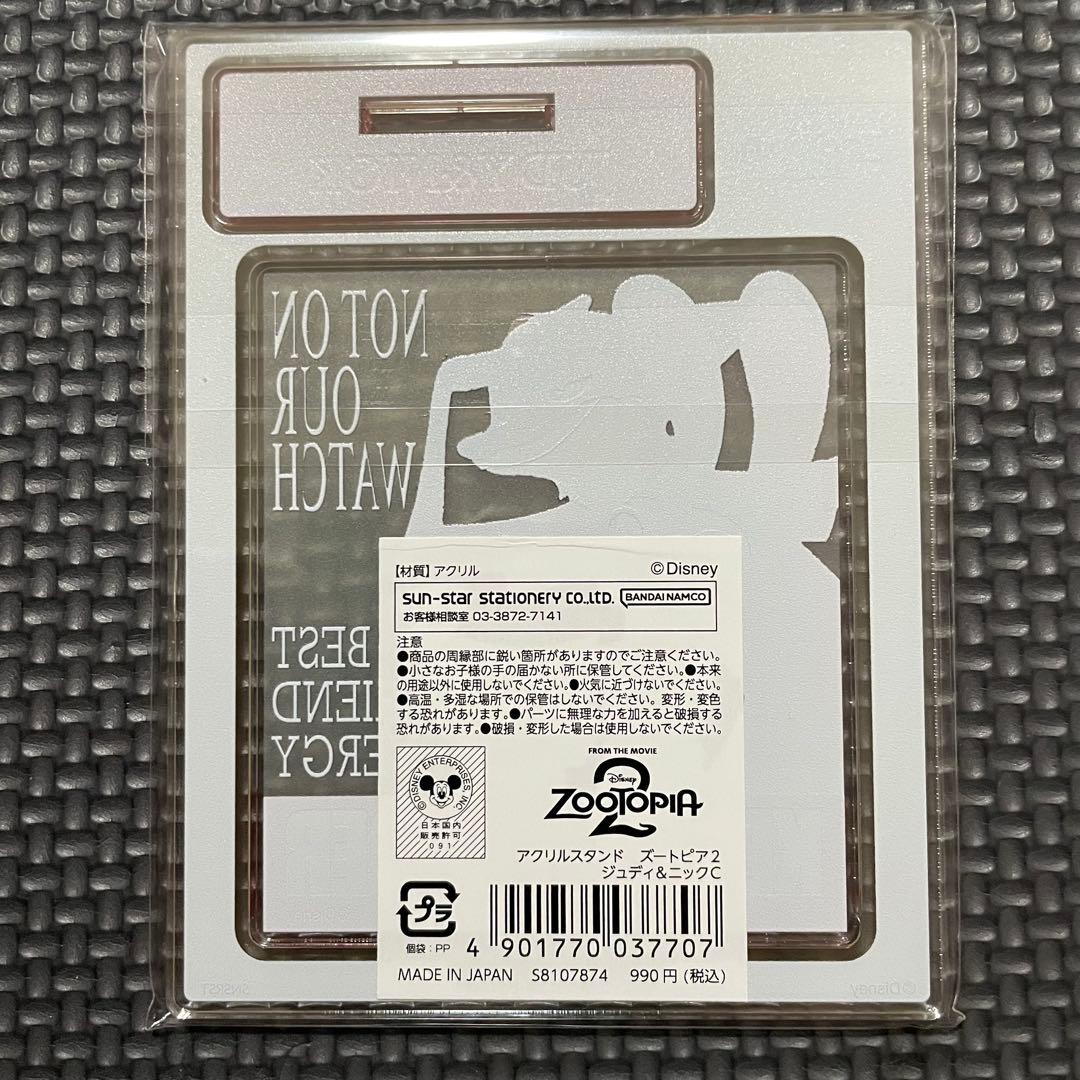 NOT ON
OUR
WATCH
BEST
【材質】アクリル
©Disney
sun-star stationery co.,ltd. BANDAI NAMCO
お客様相談室 03-3872-7141
注意
●商品の周縁部に鋭い箇所がありますのでご注意ください。
●小さなお子様の手の届かない所に保管してください。●本来
の用途以外に使用しないでください。●火気に近づけないでください。
●高温・多湿な場所での保管はしないでください。変形・変色
する恐れがあります。●パーツに無理な力を加えると破損する
恐れがあります。●破損・変形した場合は使用しないでください。
©DISNEY ENTERPRISES, INC.
日本国内
販売許可
091
FROM THE MOVIE
Disney
ZOOTOPIA
2
アクリルスタンド ズートピア2
ジュディ&ニックC
プラ
個袋：PP
4 901770 037707
MADE IN JAPAN S8107874 990円（税込）
SNSRST
©Disney